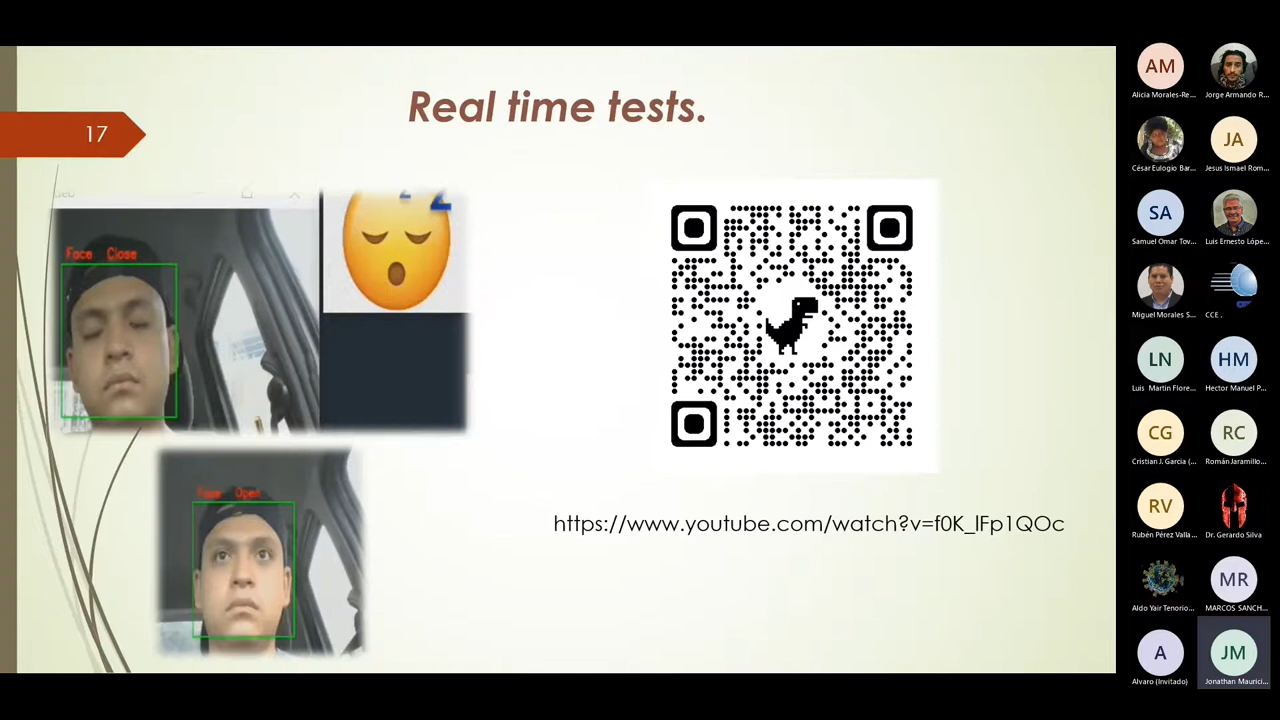 Real time tests.
17
Face Close
Face Open
https://www.youtube.com/watch?v=f0K_lFp1QOc
AM
Alicia Morales-Re...
Jorge Armando R...
César Eulogio Bar...
JA
Jesus Ismael Rom...
SA
Samuel Omar Tov...
Luis Ernesto Lópe...
Miguel Morales S...
CCE .
LN
Luis Martin Flore...
HM
Hector Manuel P...
CG
Cristian J. García (...
RC
Román Jaramillo...
RV
Rubén Pérez Valla...
Dr. Gerardo Silva
Aldo Yair Tenorio...
MR
MARCOS SANCH...
A
Alvaro (Invitado)
JM
Jonathan Maurici...